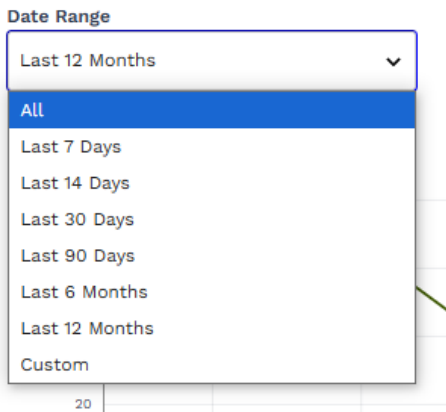 Date Range
Last 12 Months
All
Last 7 Days
Last 14 Days
Last 30 Days
Last 90 Days
Last 6 Months
Last 12 Months
Custom
20